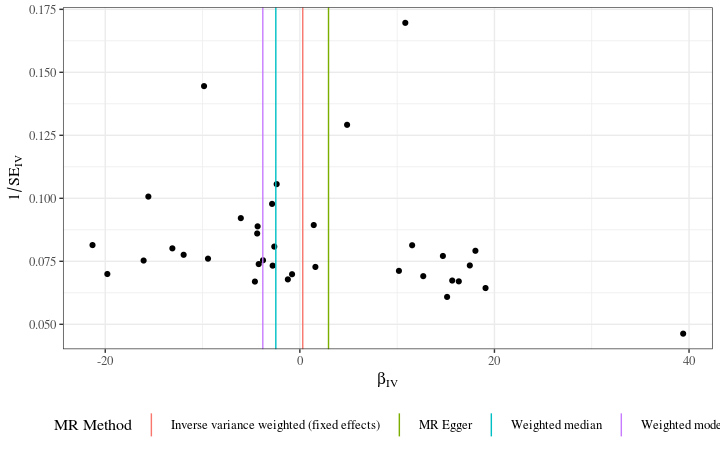 0.175
0.150
0.125
0.100
0.075
0.050
1/SE_IV
-20 0 20 40
β_IV
MR Method Inverse variance weighted (fixed effects) MR Egger Weighted median Weighted mode